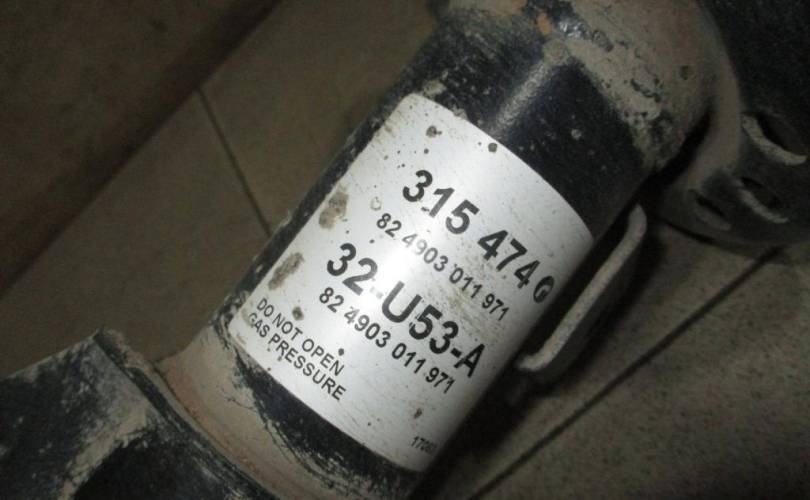 315 474 G
82 4903 011 971
32-U53-A
82 4903 011 971
DO NOT OPEN
GAS PRESSURE